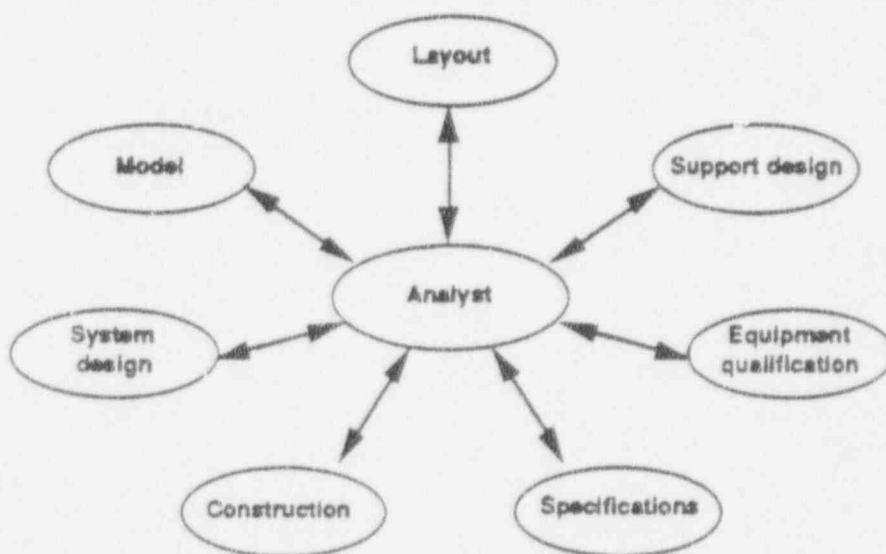 Layout
Model
Support design
Analyst
System
design
Equipment
qualification
Construction
Specifications